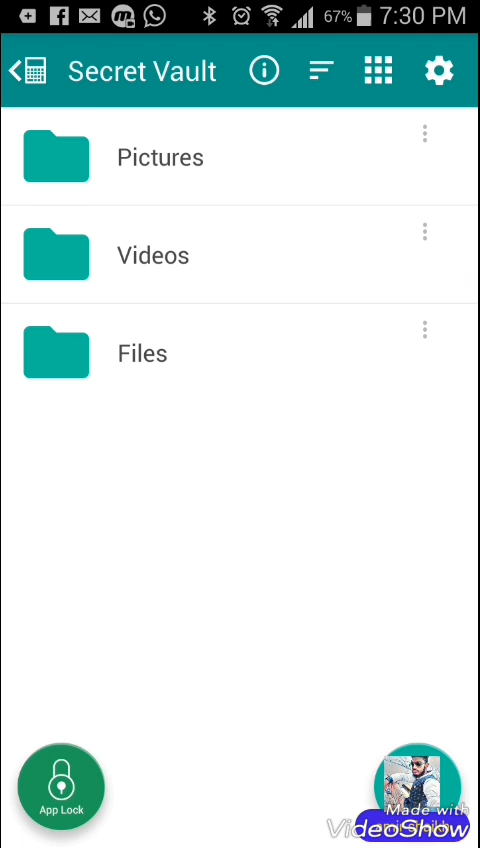 67% 7:30 PM
Secret Vault
Pictures
Videos
Files
App Lock
Made with
VideoShow